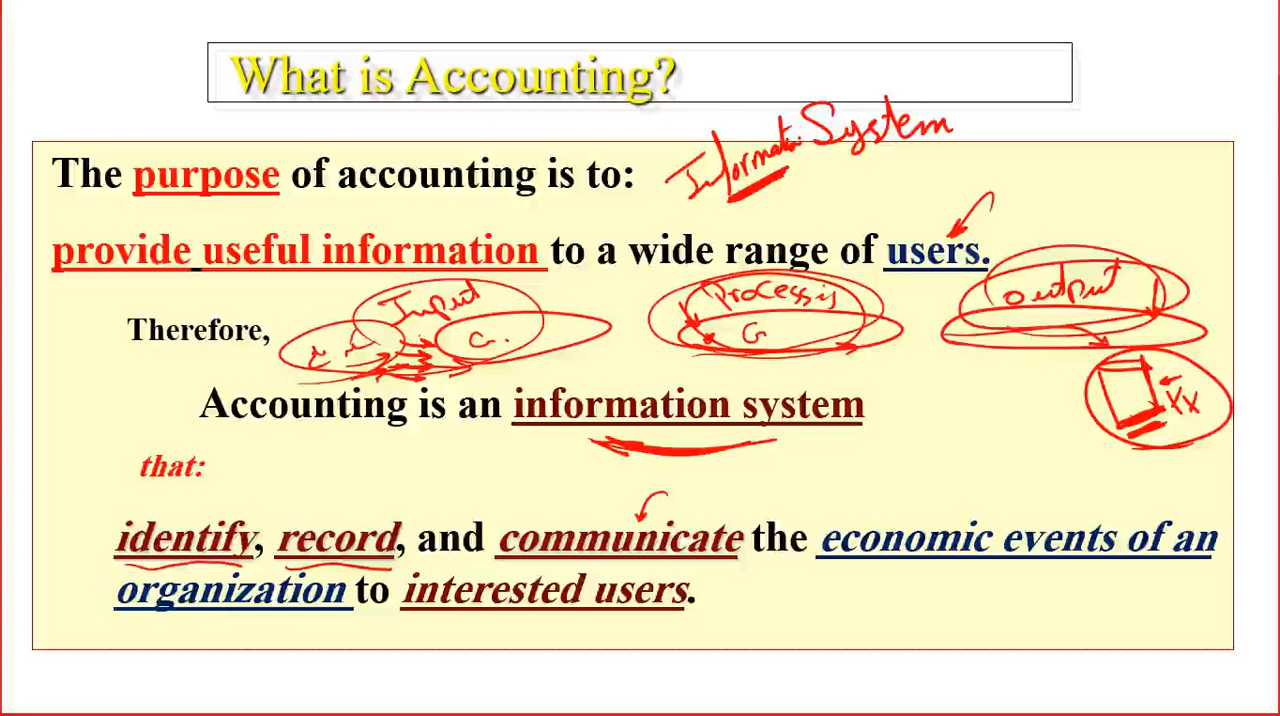 What is Accounting?
Information System
The purpose of accounting is to:
provide useful information to a wide range of users.
Input Processis output
Therefore,
G. G
Accounting is an information system
xx
that:
identify, record, and communicate the economic events of an
organization to interested users.